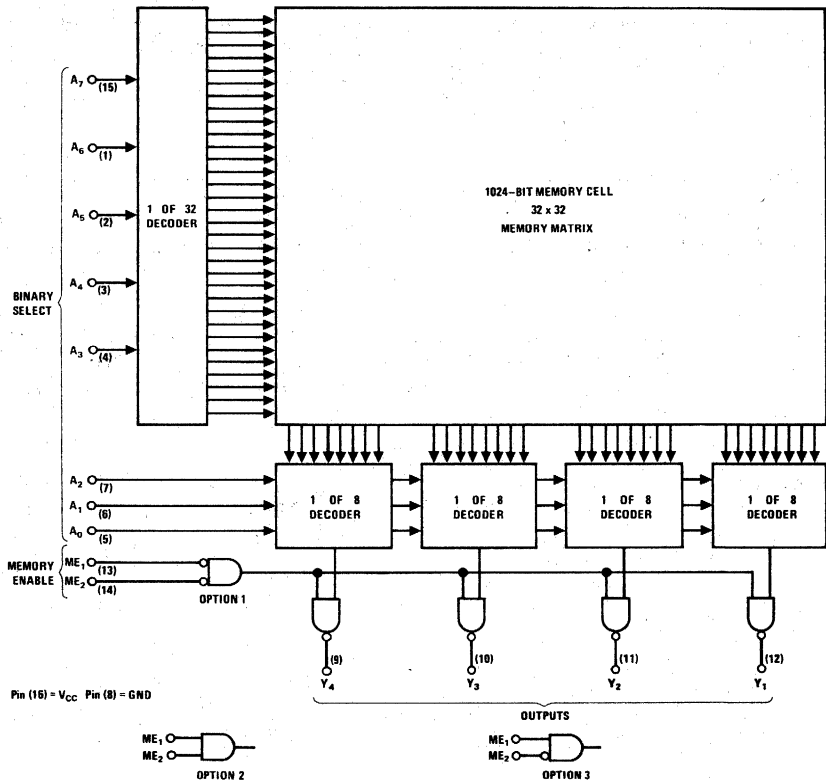 A7 (15)
A6 (1)
A5 (2)
A4 (3)
A3 (4)
BINARY
SELECT
1 OF 32
DECODER
1024-BIT MEMORY CELL
32 x 32
MEMORY MATRIX
A2 (7)
A1 (6)
A0 (5)
1 OF 8
DECODER
1 OF 8
DECODER
1 OF 8
DECODER
1 OF 8
DECODER
MEMORY
ENABLE
ME1 (13)
ME2 (14)
OPTION 1
(9)
(10)
(11)
(12)
Y4
Y3
Y2
Y1
Pin (16) = VCC Pin (8) = GND
OUTPUTS
ME1
ME2
OPTION 2
ME1
ME2
OPTION 3